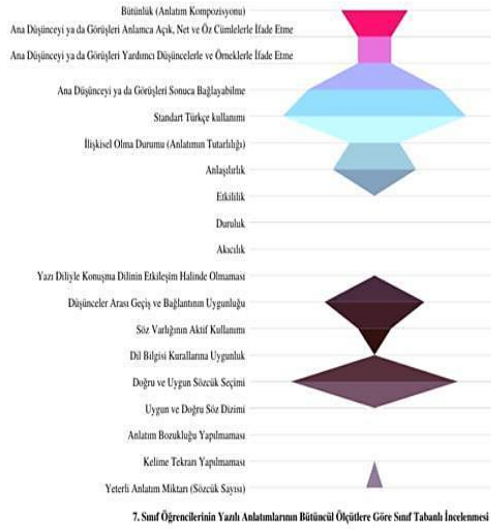 Bütünlük (Anlatım Kompozisyonu)
Ana Düşünceyi ya da Görüşleri Anlamca Açık, Net ve Öz Cümlelerle İfade Etme
Ana Düşünceyi ya da Görüşleri Yardımcı Düşüncelerle ve Örneklerle İfade Etme
Ana Düşünceyi ya da Görüşleri Sonuca Bağlayabilme
Standart Türkçe kullanımı
İlişkisel Olma Durumu (Anlatımın Tutarlılığı)
Anlaşılırlık
Etkililik
Duruluk
Akıcılık
Yazı Diliyle Konuşma Dilinin Etkileşim Halinde Olmaması
Düşünceler Arası Geçiş ve Bağlantının Uygunluğu
Söz Varlığının Aktif Kullanımı
Dil Bilgisi Kurallarına Uygunluk
Doğru ve Uygun Sözcük Seçimi
Uygun ve Doğru Söz Dizimi
Anlatım Bozukluğu Yapılmaması
Kelime Tekrarı Yapılmaması
Yeterli Anlatım Miktarı (Sözcük Sayısı)
7. Sınıf Öğrencilerinin Yazılı Anlatımlarının Bütüncül Ölçütlere Göre Sınıf Tabanlı İncelenmesi